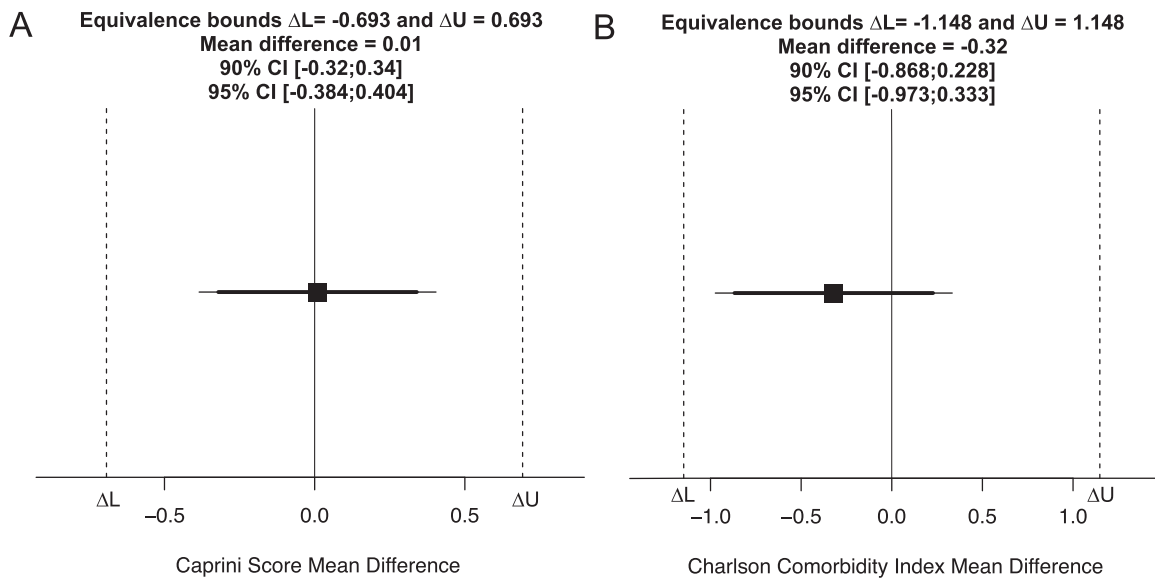 A
Equivalence bounds ΔL= -0.693 and ΔU = 0.693
Mean difference = 0.01
90% CI [-0.32;0.34]
95% CI [-0.384;0.404]
ΔL
ΔU
−0.5 0.0 0.5
Caprini Score Mean Difference
B
Equivalence bounds ΔL= -1.148 and ΔU = 1.148
Mean difference = -0.32
90% CI [-0.868;0.228]
95% CI [-0.973;0.333]
ΔL
ΔU
−1.0 −0.5 0.0 0.5 1.0
Charlson Comorbidity Index Mean Difference